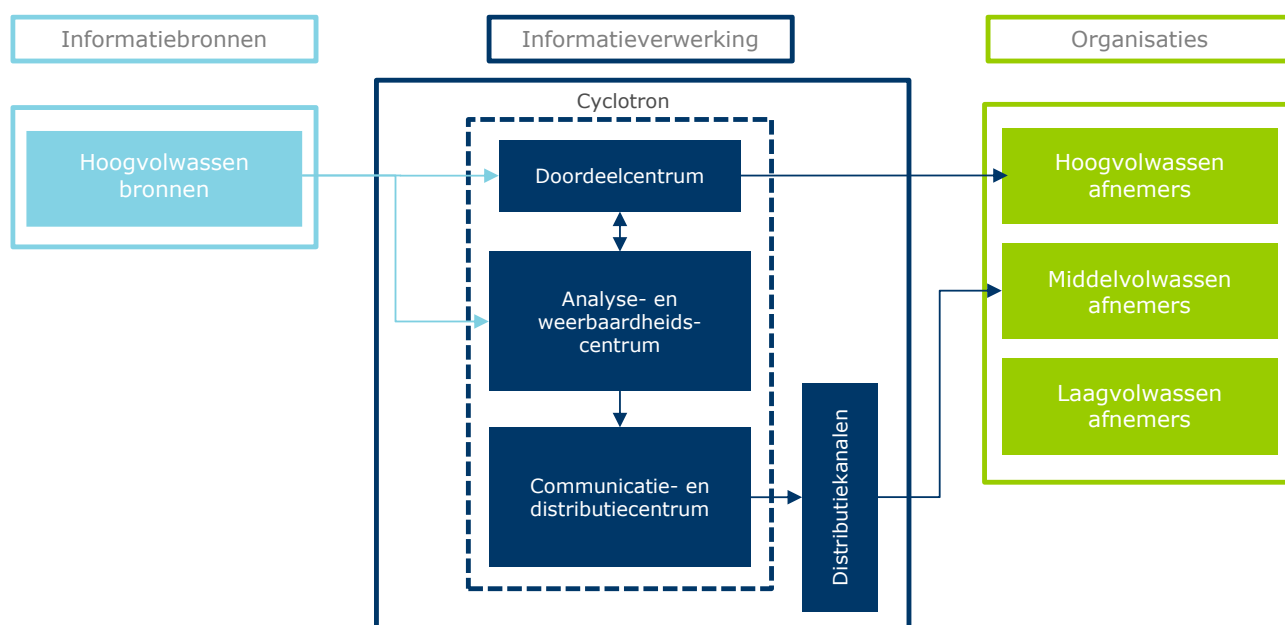 Informatiebronnen
Informatieverwerking
Organisaties
Cyclotron
Hoogvolwassen
bronnen
Doordeelcentrum
Analyse- en
weerbaardheids-
centrum
Communicatie- en
distributiecentrum
Distributiekanalen
Hoogvolwassen
afnemers
Middelvolwassen
afnemers
Laagvolwassen
afnemers